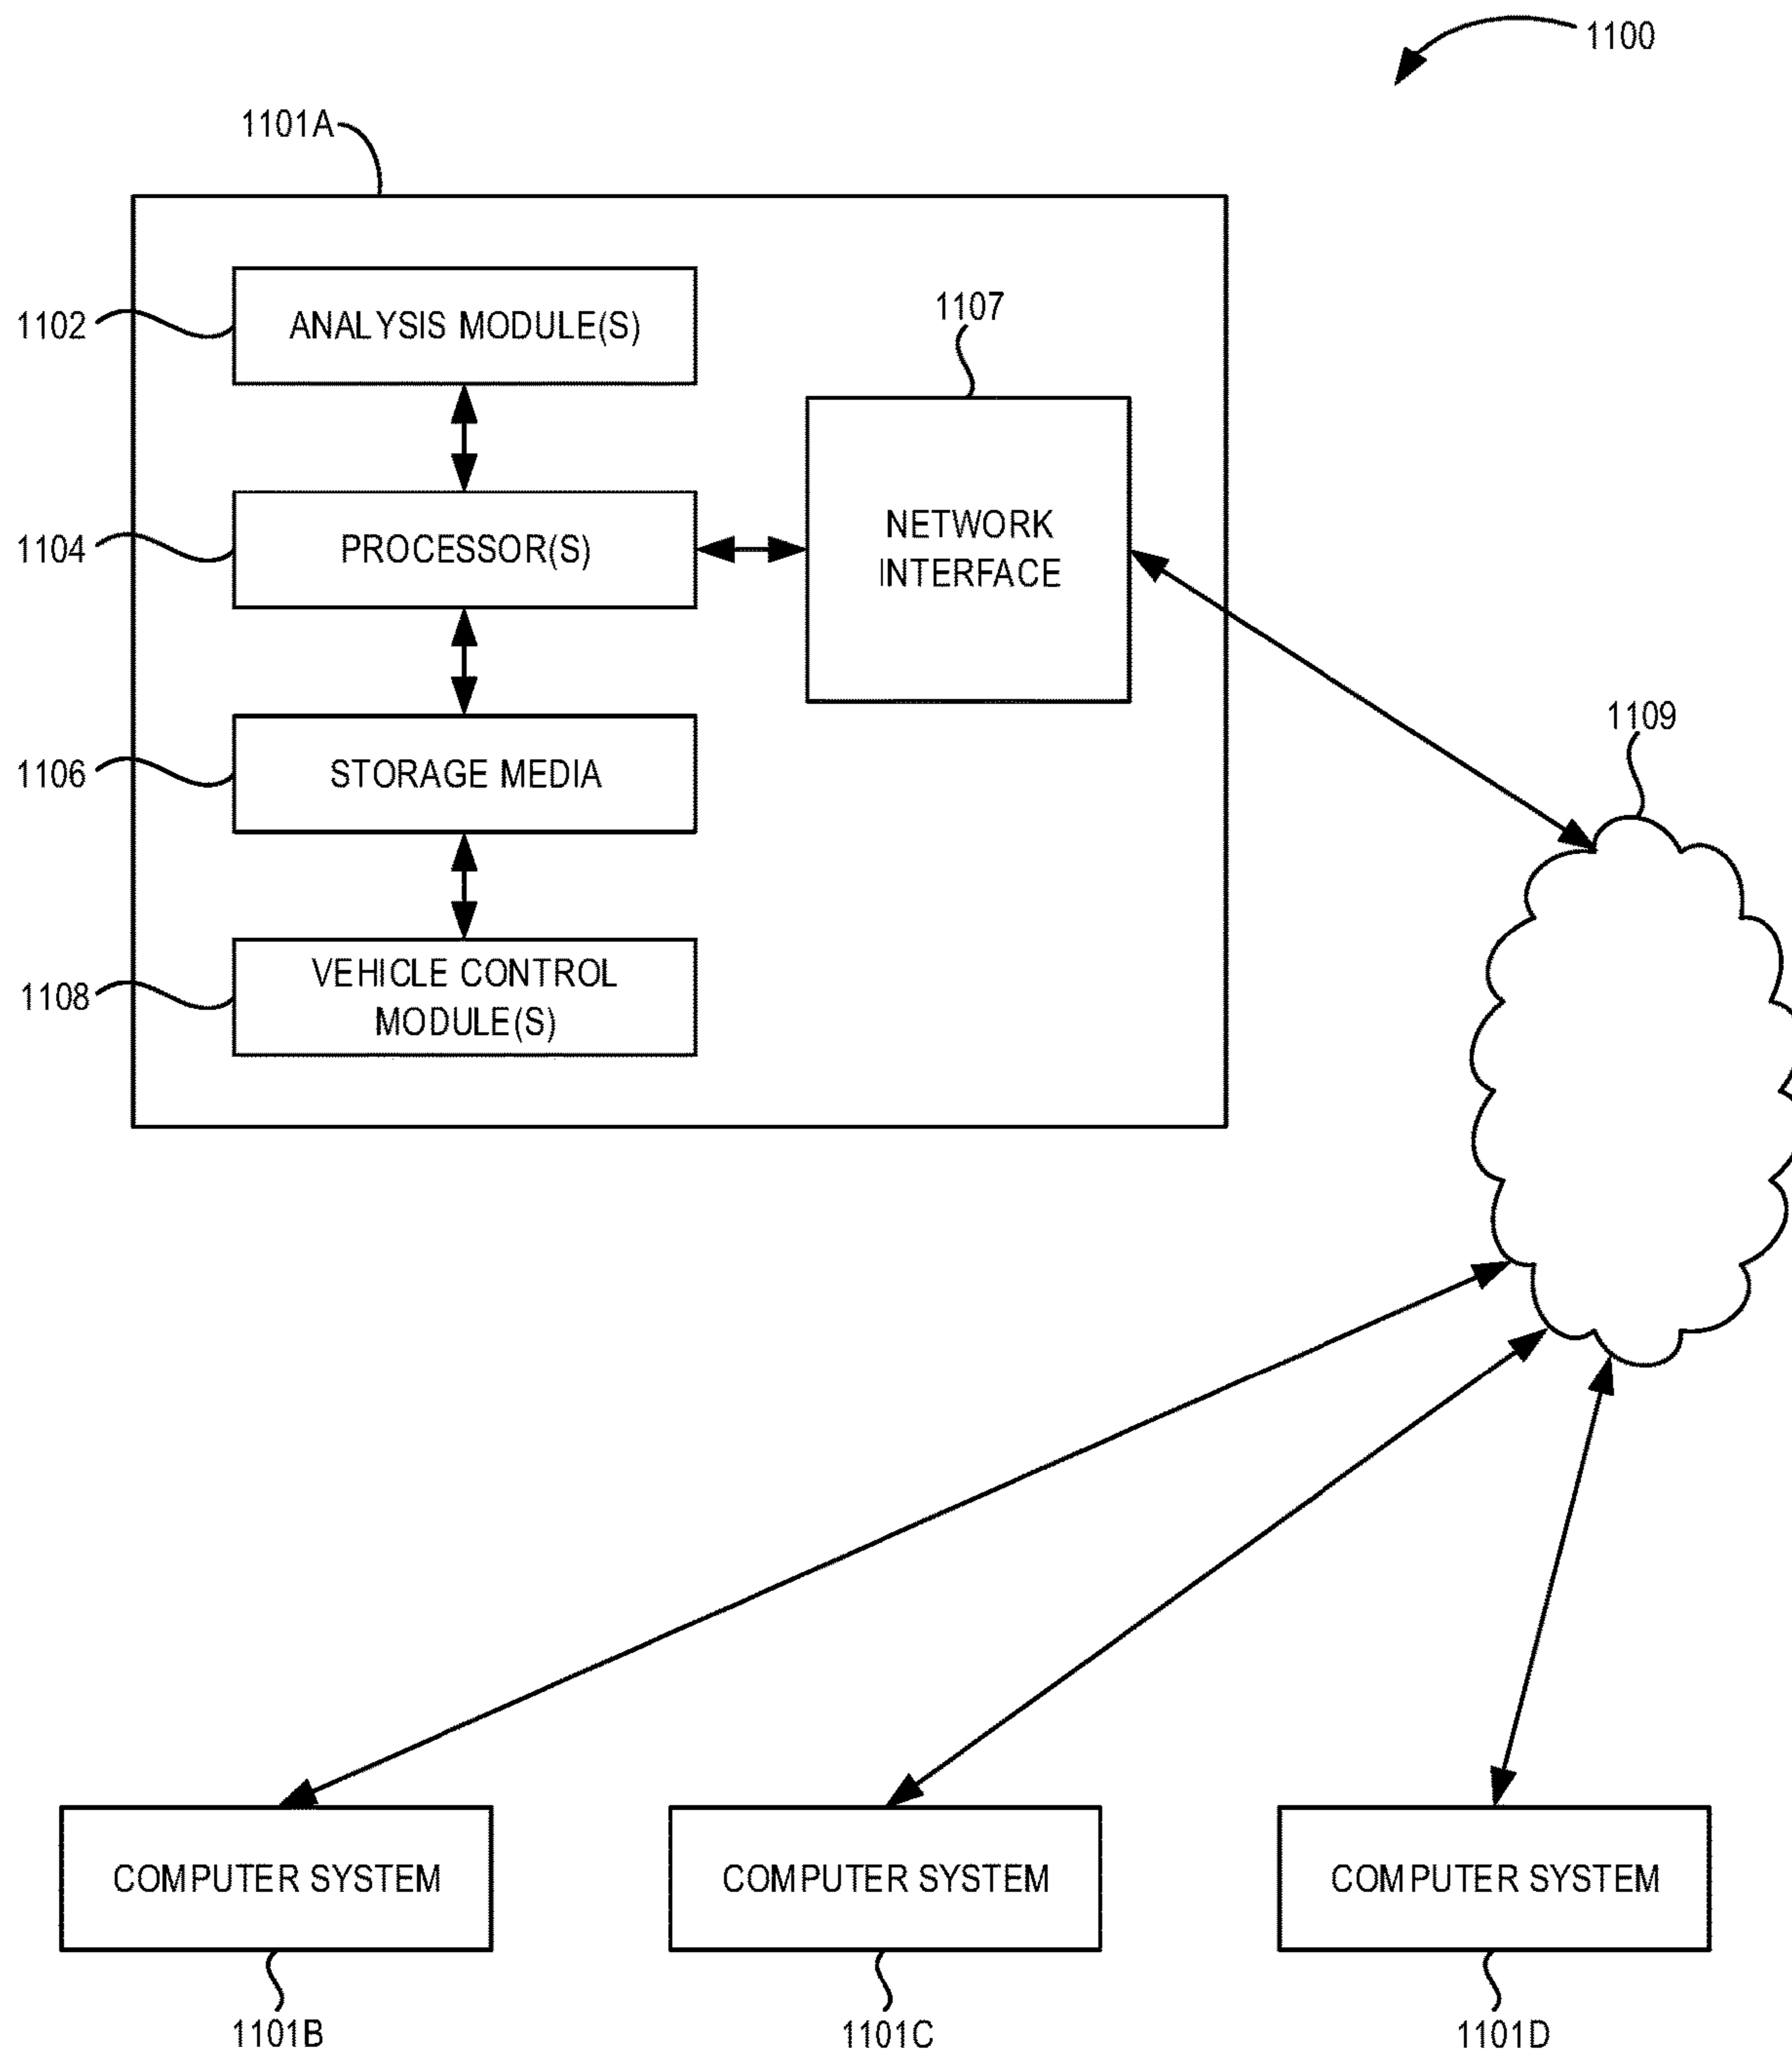 1100
1101A
1102
ANALYSIS MODULE(S)
1107
1104
PROCESSOR(S)
NETWORK
INTERFACE
1106
STORAGE MEDIA
1109
1108
VEHICLE CONTROL
MODULE(S)
COMPUTER SYSTEM
COMPUTER SYSTEM
COMPUTER SYSTEM
1101B
1101C
1101D